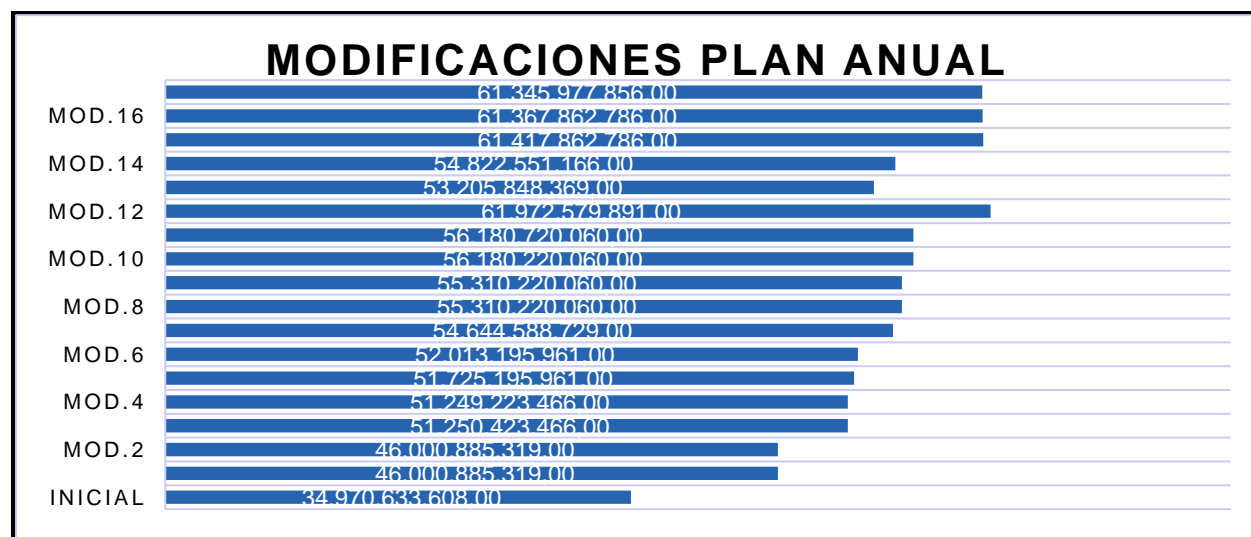 MODIFICACIONES PLAN ANUAL
61.345.977.856,00
MOD.16 61.367.862.786,00
61.417.862.786,00
MOD.14 54.822.551.166,00
53.205.848.369,00
MOD.12 61.972.579.891,00
56.180.720.060,00
MOD.10 56.180.220.060,00
55.310.220.060,00
MOD.8 55.310.220.060,00
54.644.588.729,00
MOD.6 52.013.195.961,00
51.725.195.961,00
MOD.4 51.249.223.466,00
51.250.423.466,00
MOD.2 46.000.885.319,00
46.000.885.319,00
INICIAL 34.970.633.608,00